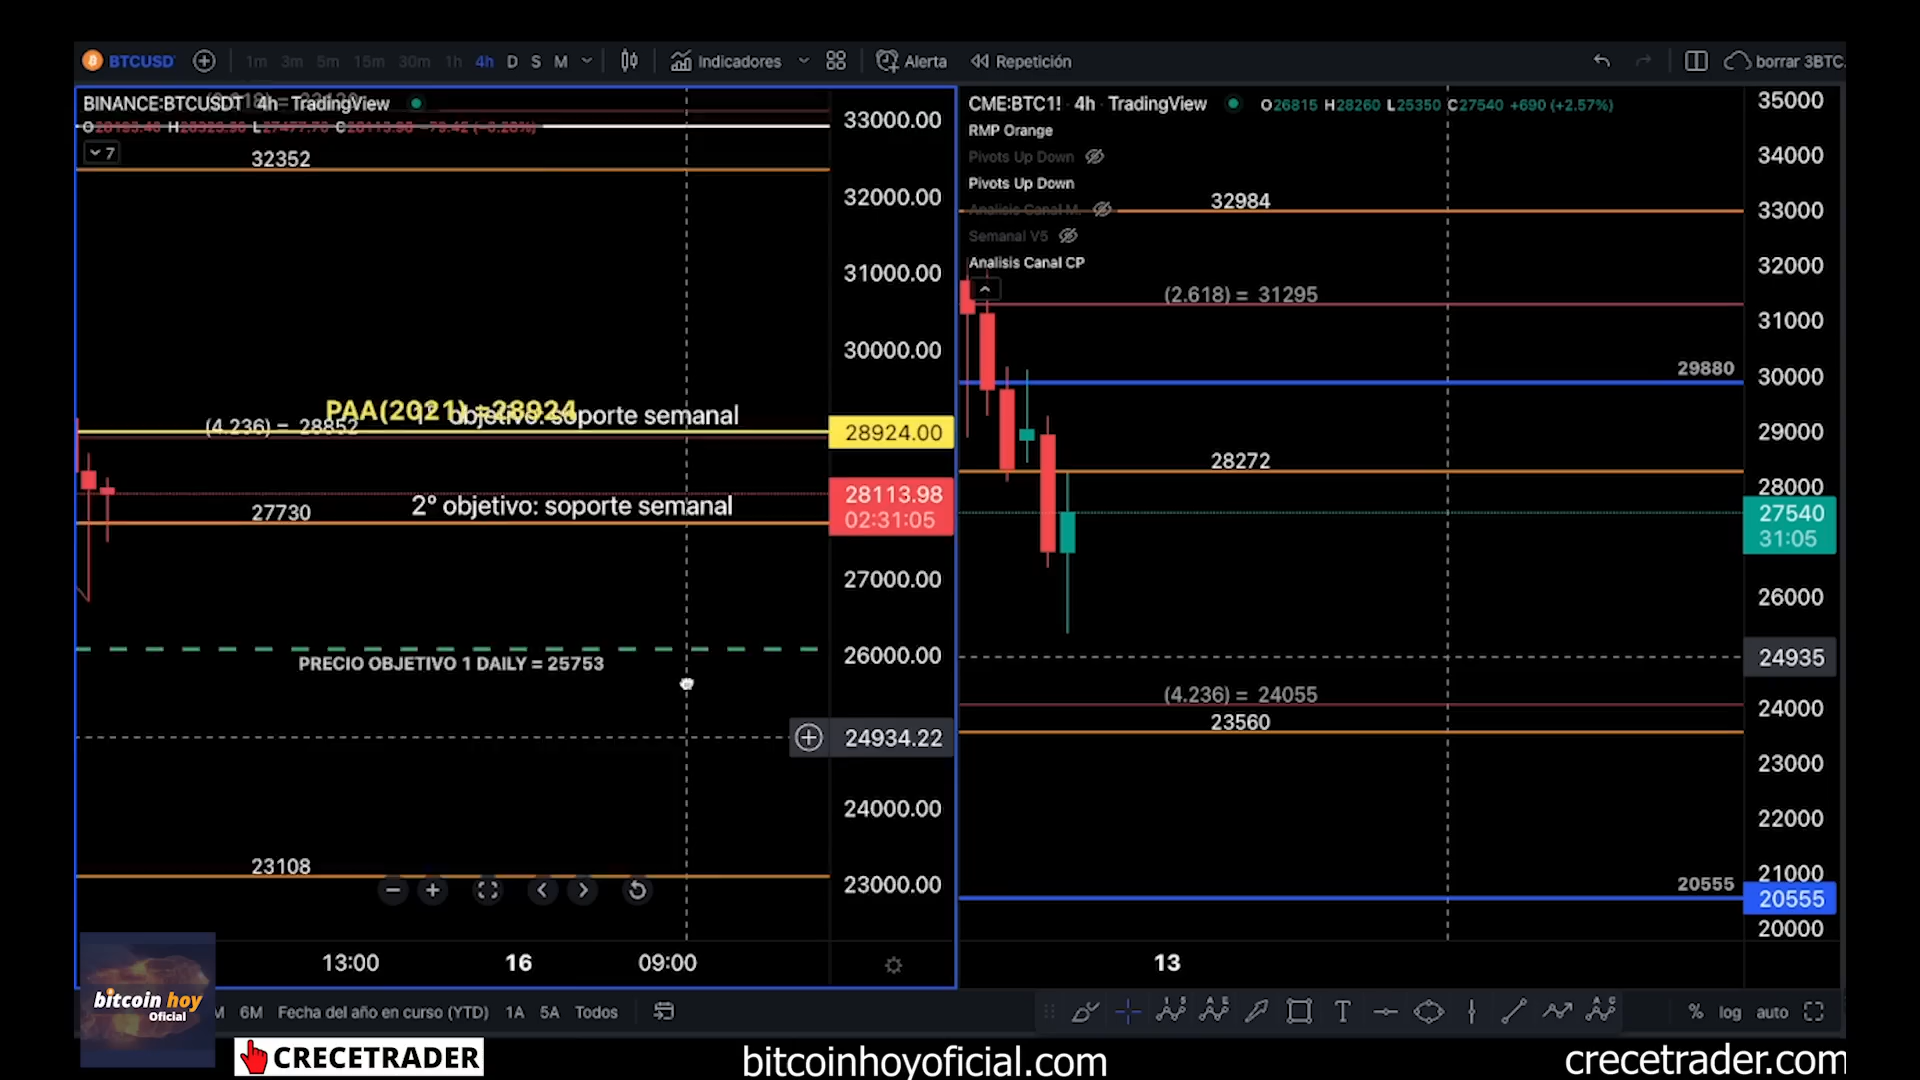 BTCUSD 1m 3m 5m 15m 30m 1h 4h D S M Indicadores Alerta Repetición borrar 3BTC
BINANCE:BTCUSDT 4h TradingView
7
32352
PAA(2021) =28924
objetivo: soporte semanal
(4.236) = 28852
2° objetivo: soporte semanal
27730
PRECIO OBJETIVO 1 DAILY = 25753
23108
33000.00
32000.00
31000.00
30000.00
28924.00
28113.98
02:31:05
27000.00
26000.00
24934.22
24000.00
23000.00
13:00 16 09:00
CME:BTC1! 4h TradingView O26815 H28260 L25350 C27540 +690 (+2.57%)
RMP Orange
Pivots Up Down
Pivots Up Down
Analisis Canal M.
Semanal V5
Analisis Canal CP
32984
(2.618) = 31295
29880
28272
(4.236) = 24055
23560
20555
35000
34000
33000
32000
31000
30000
29000
28000
27540
31:05
26000
24935
24000
23000
22000
21000
20555
20000
13
M 6M Fecha del año en curso (YTD) 1A 5A Todos
% log auto
bitcoin hoy
Oficial
CRECETRADER
bitcoinhoyoficial.com
crecetrader.com